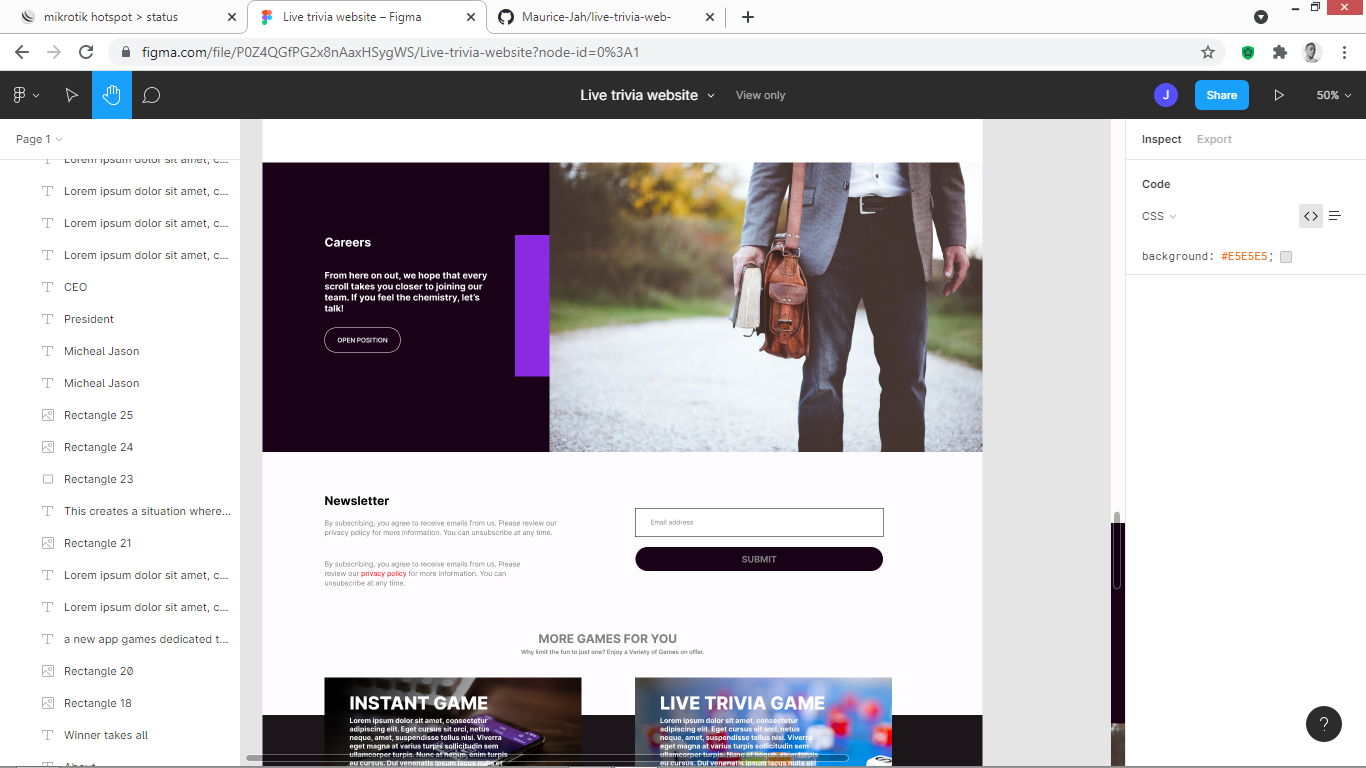 mikrotik hotspot > status
Live trivia website – Figma
Maurice-Jah/live-trivia-web-
figma.com/file/P0Z4QGfPG2x8nAaxHSygWS/Live-trivia-website?node-id=0%3A1
Live trivia website
View only
J
Share
50%
Page 1
Inspect
Export
Lorem ipsum dolor sit amet, c...
Lorem ipsum dolor sit amet, c...
Lorem ipsum dolor sit amet, c...
Lorem ipsum dolor sit amet, c...
CEO
President
Micheal Jason
Micheal Jason
Rectangle 25
Rectangle 24
Rectangle 23
This creates a situation where...
Rectangle 21
Lorem ipsum dolor sit amet, c...
Lorem ipsum dolor sit amet, c...
a new app games dedicated t...
Rectangle 20
Rectangle 18
Winner takes all
About
Careers
From here on out, we hope that every
scroll takes you closer to joining our
team. If you feel the chemistry, let's
talk!
OPEN POSITION
Newsletter
By subscribing, you agree to receive emails from us. Please review our
privacy policy for more information. You can unsubscribe at any time.
By subscribing, you agree to receive emails from us. Please
review our privacy policy for more information. You can
unsubscribe at any time.
Email address
SUBMIT
MORE GAMES FOR YOU
Why limit the fun to just one? Enjoy a Variety of Games on offer.
INSTANT GAME
Lorem ipsum dolor sit amet, consectetur
adipiscing elit. Eget cursus sit orci, netus
neque, amet, suspendisse tellus nisi. Viverra
eget magna at varius turpis sollicitudin sem
ullamcorper turpis. Nunc at neque, mattis
eu cursus. Dui venenatis ipsum at mattis
LIVE TRIVIA GAME
Lorem ipsum dolor sit amet, consectetur
adipiscing elit. Eget cursus sit orci, netus
neque, amet, suspendisse tellus nisi. Viverra
eget magna at varius turpis sollicitudin sem
ullamcorper turpis. Nunc at neque, mattis
eu cursus. Dui venenatis ipsum at mattis
Code
CSS
background: #E5E5E5;
?